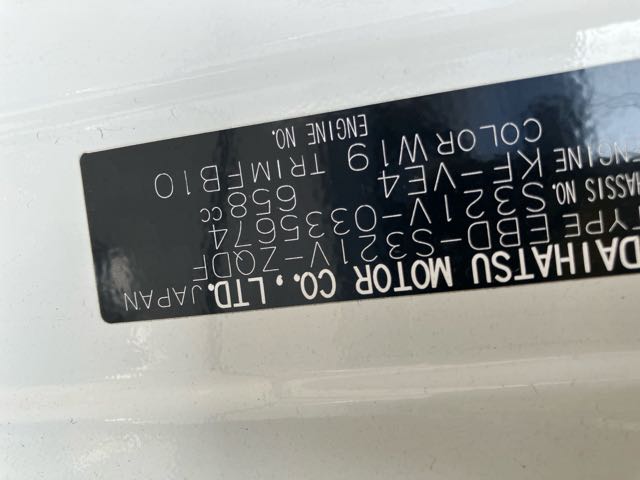 DAIHATSU MOTOR CO., LTD. JAPAN
TYPE EBD-S321V-ZQDF
CHASSIS NO. S321V-0335674
ENGINE KF-VE4 658CC
COLOR W19 TRIM FB10
ENGINE NO.